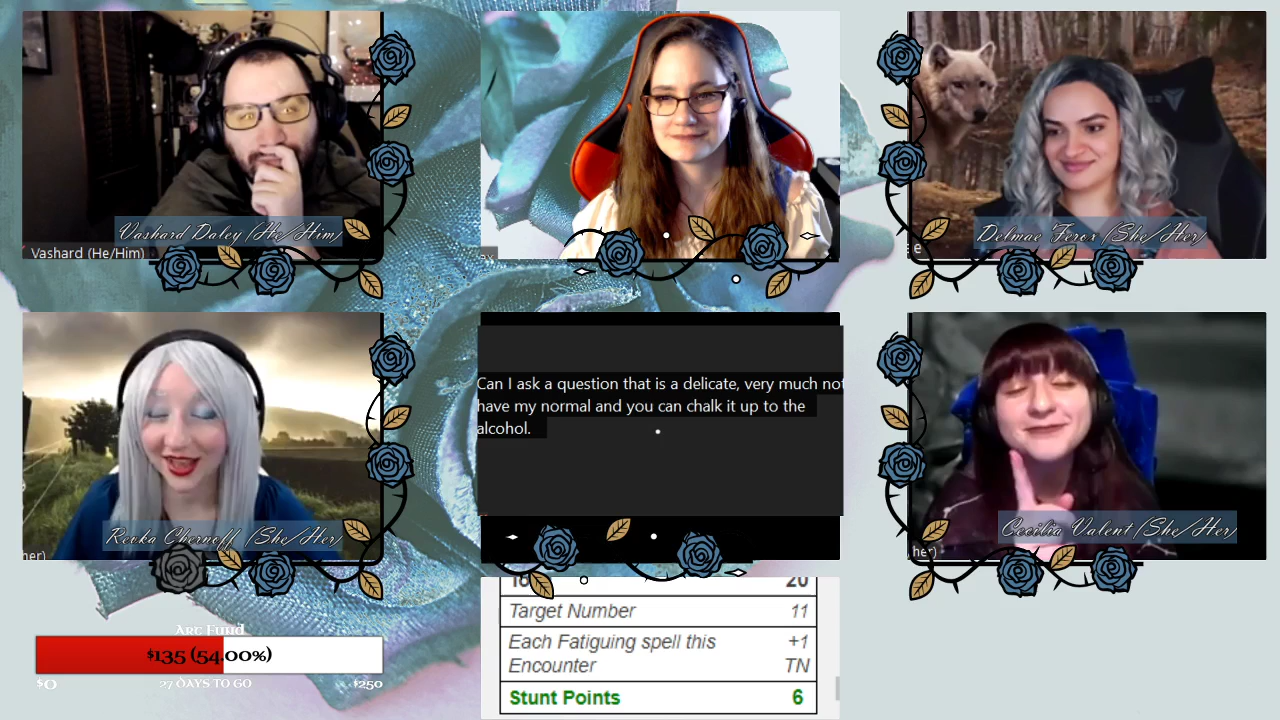 Vashard Daley (He/Him)
Vashard (He/Him)
Delmae Ferox (She/Her)
Can I ask a question that is a delicate, very much not
have my normal and you can chalk it up to the
alcohol.
Revka Chernoff (She/Her)
her)
Cecilia Valent (She/Her)
her)
20
Target Number 11
Each Fatiguing spell this +1
Encounter TN
Stunt Points 6
Art Fund
$135 (54.00%)
$0 27 DAYS TO GO $250